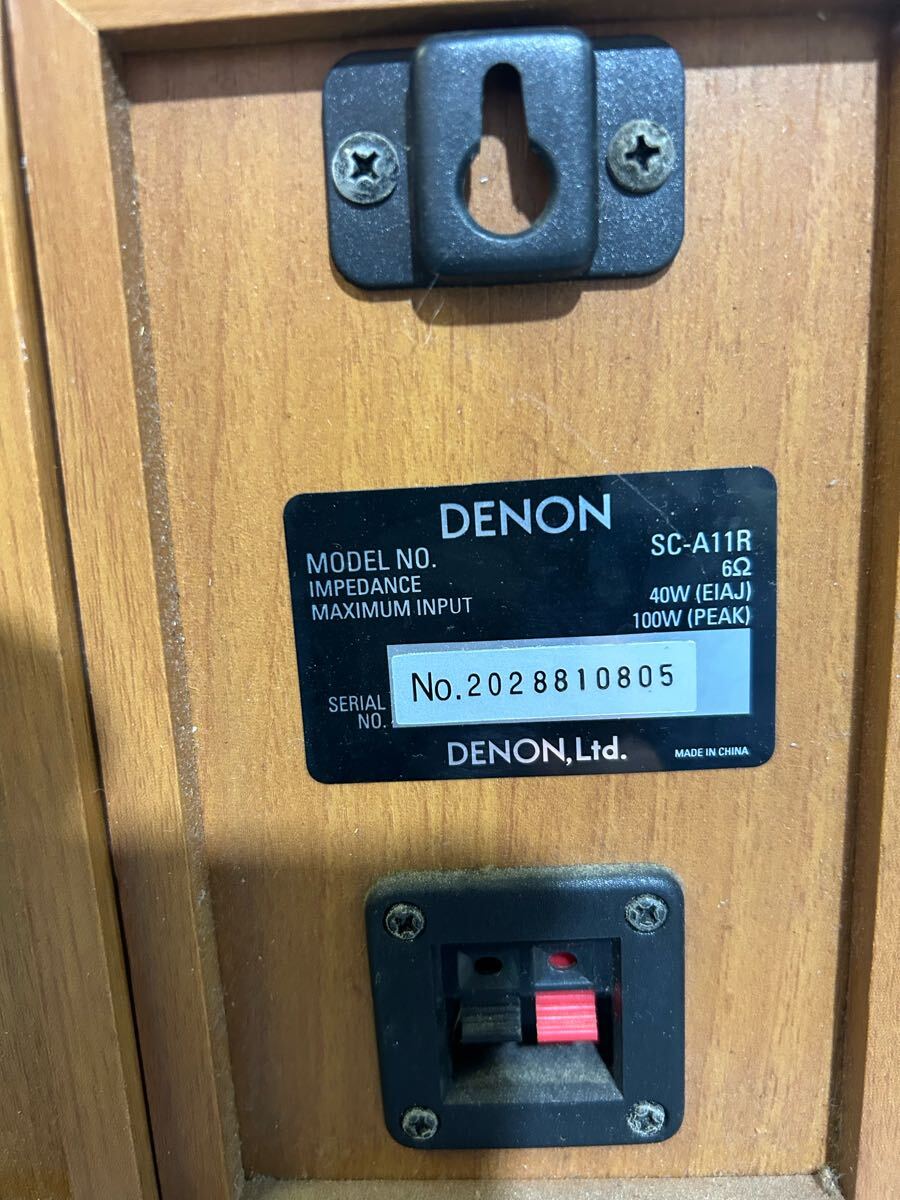 DENON
MODEL NO. SC-A11R
IMPEDANCE 6Ω
MAXIMUM INPUT 40W (EIAJ)
100W (PEAK)
SERIAL NO. No.2028810805
DENON,Ltd. MADE IN CHINA